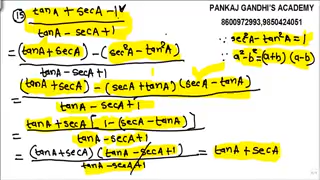 PANKAJ GANDHI'S ACADEMY
8600972993,9850424051
(15) tanA + secA - 1
tanA - secA + 1
∵ sec²A - tan²A = 1
∵ a² - b² = (a+b) (a-b)
= (tanA + secA) - (sec²A - tan²A)
tanA - secA + 1
= (tanA + secA) - (secA + tanA) (secA - tanA)
tanA - secA + 1
= (tanA + secA) [1 - (secA - tanA)]
tanA - secA + 1
= (tanA + secA) (tanA - secA + 1) = tanA + secA
tanA - secA + 1